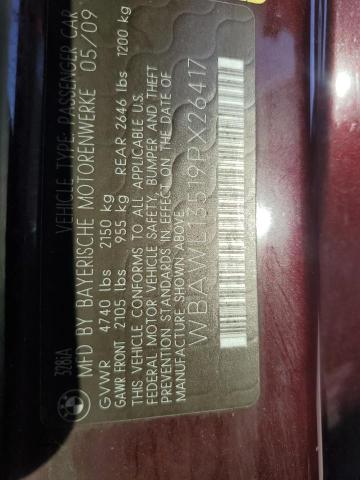 328iA VEHICLE TYPE: PASSENGER CAR
MFD BY BAYERISCHE MOTORENWERKE 05/09
GVWR 4740 lbs 2150 kg
GAWR FRONT 2105 lbs 955 kg REAR 2646 lbs 1200 kg
THIS VEHICLE CONFORMS TO ALL APPLICABLE U.S.
FEDERAL MOTOR VEHICLE SAFETY, BUMPER AND THEFT
PREVENTION STANDARDS IN EFFECT ON THE DATE OF
MANUFACTURE SHOWN ABOVE
WBAWL13519PX26417